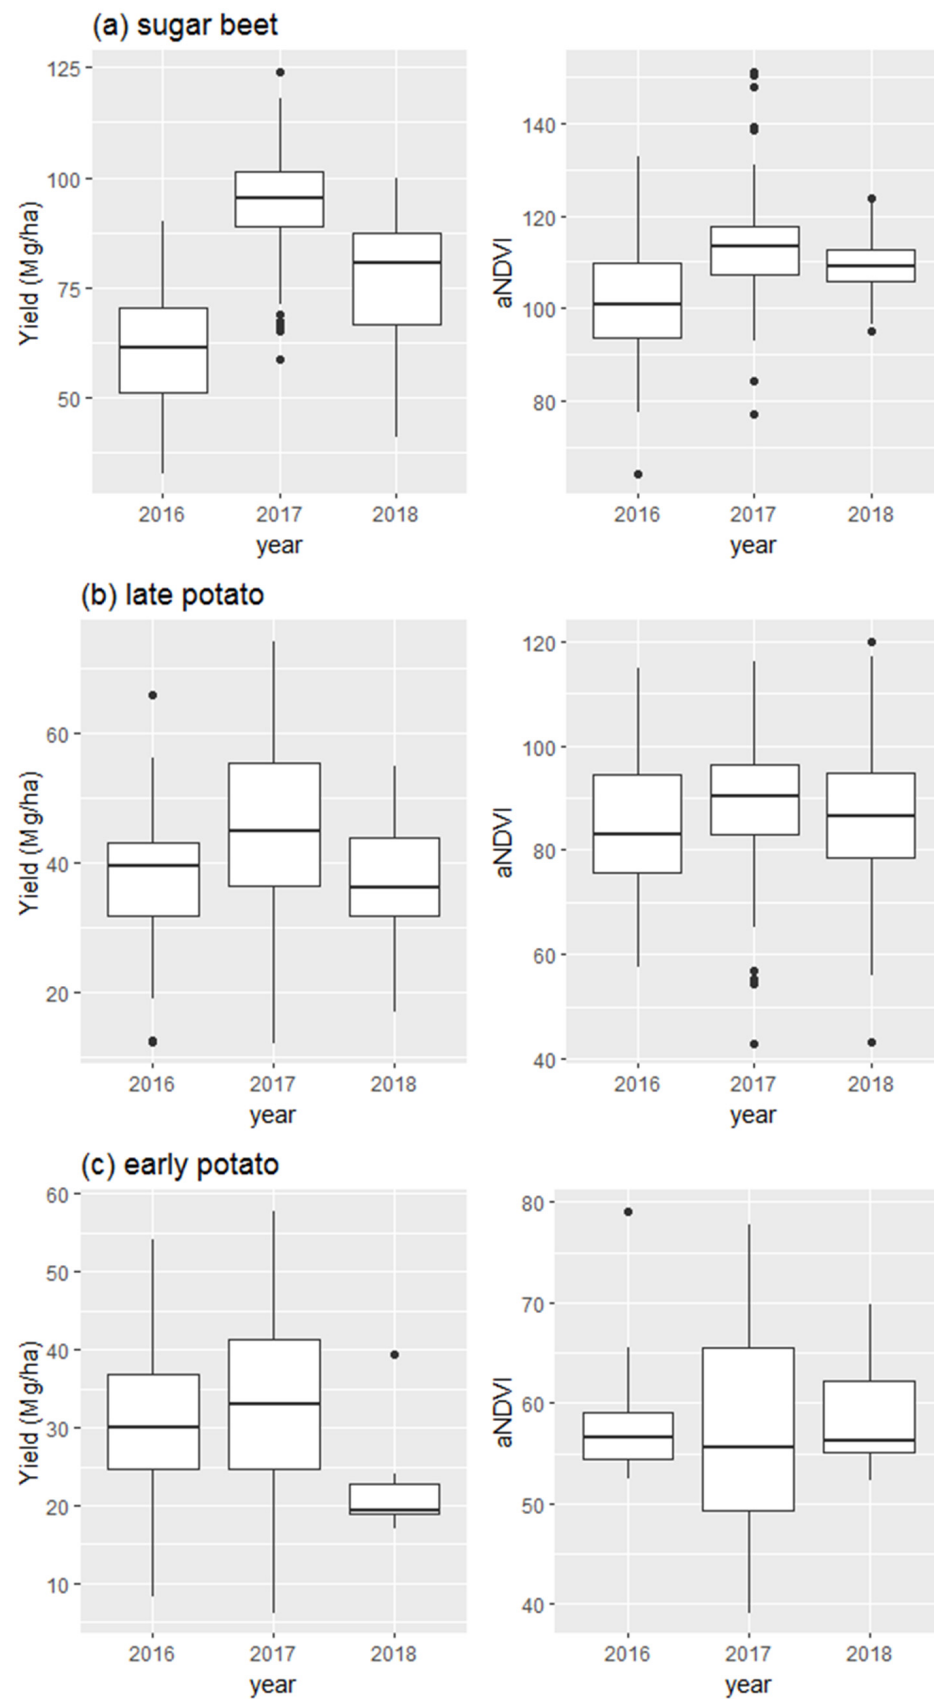 (a) sugar beet
125
100
75
50
Yield (Mg/ha)
2016 2017 2018
year
140
120
100
80
aNDVI
2016 2017 2018
year
(b) late potato
60
40
20
Yield (Mg/ha)
2016 2017 2018
year
120
100
80
60
40
aNDVI
2016 2017 2018
year
(c) early potato
60
50
40
30
20
10
Yield (Mg/ha)
2016 2017 2018
year
80
70
60
50
40
aNDVI
2016 2017 2018
year